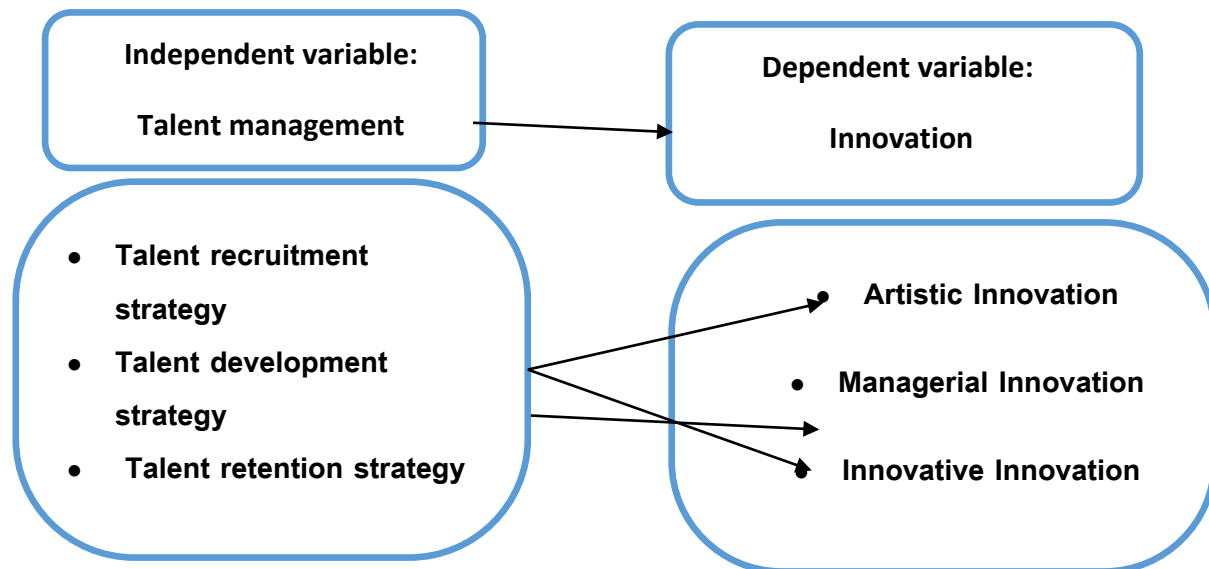 Independent variable:
Talent management
Dependent variable:
Innovation
● Talent recruitment
strategy
● Talent development
strategy
● Talent retention strategy
● Artistic Innovation
● Managerial Innovation
● Innovative Innovation